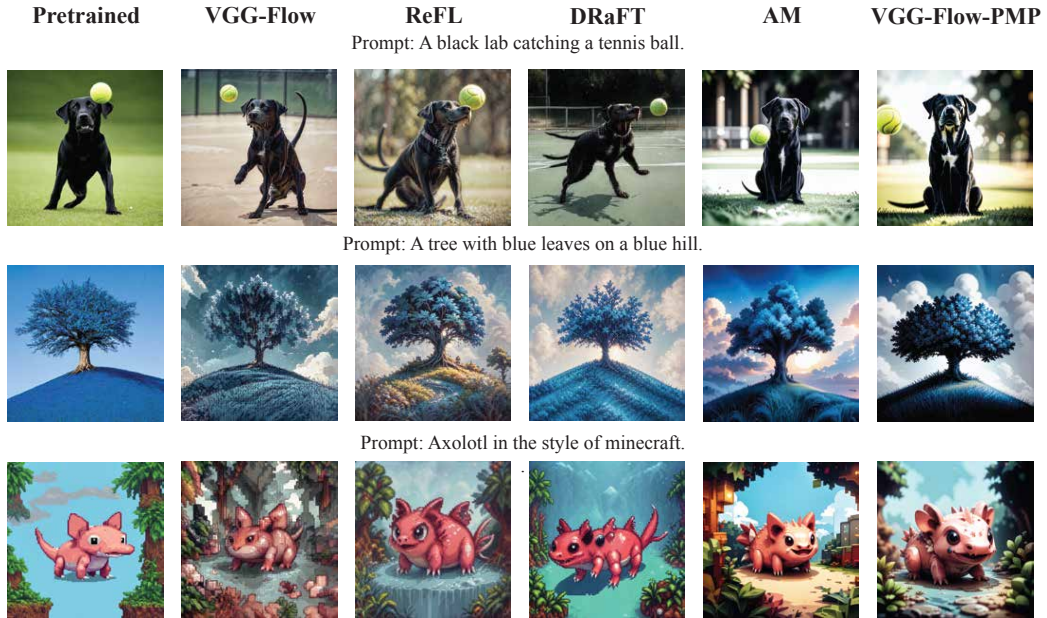 Pretrained VGG-Flow ReFL DRaFT AM VGG-Flow-PMP
Prompt: A black lab catching a tennis ball.
Prompt: A tree with blue leaves on a blue hill.
Prompt: Axolotl in the style of minecraft.